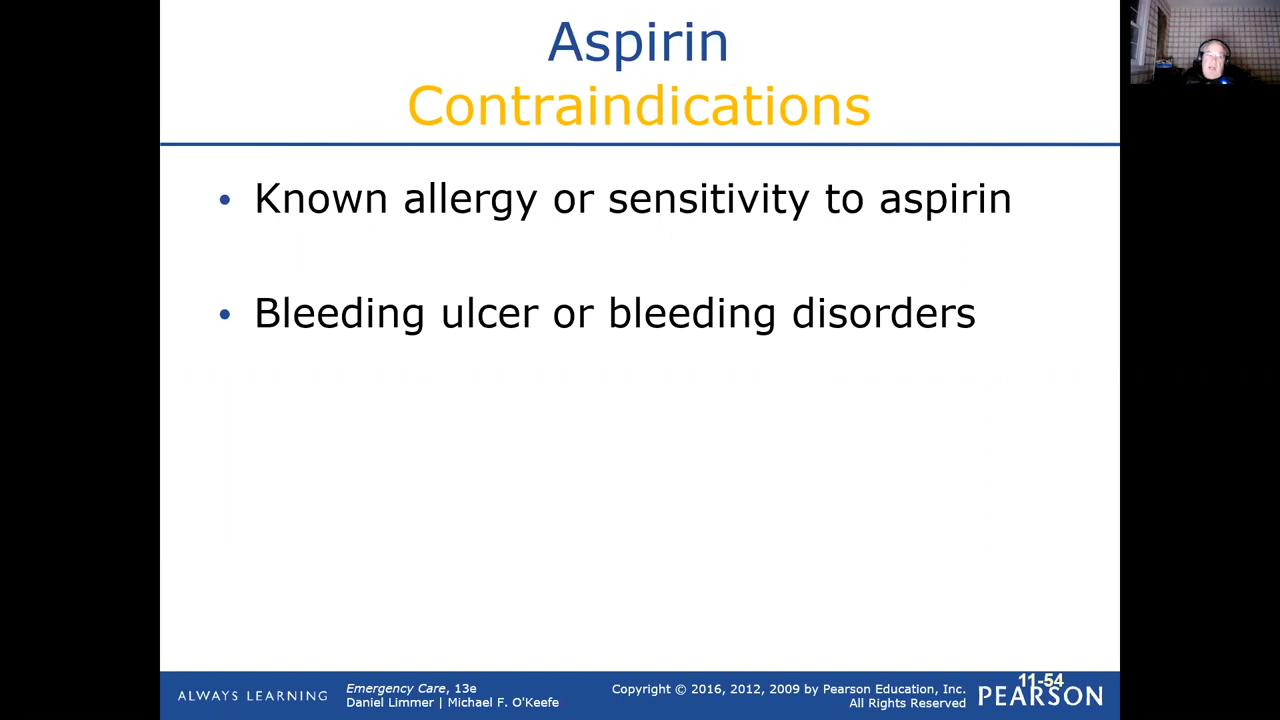 Aspirin
Contraindications
• Known allergy or sensitivity to aspirin
• Bleeding ulcer or bleeding disorders
ALWAYS LEARNING
Emergency Care, 13e
Daniel Limmer | Michael F. O'Keefe
Copyright © 2016, 2012, 2009 by Pearson Education, Inc.
All Rights Reserved
11-54
PEARSON